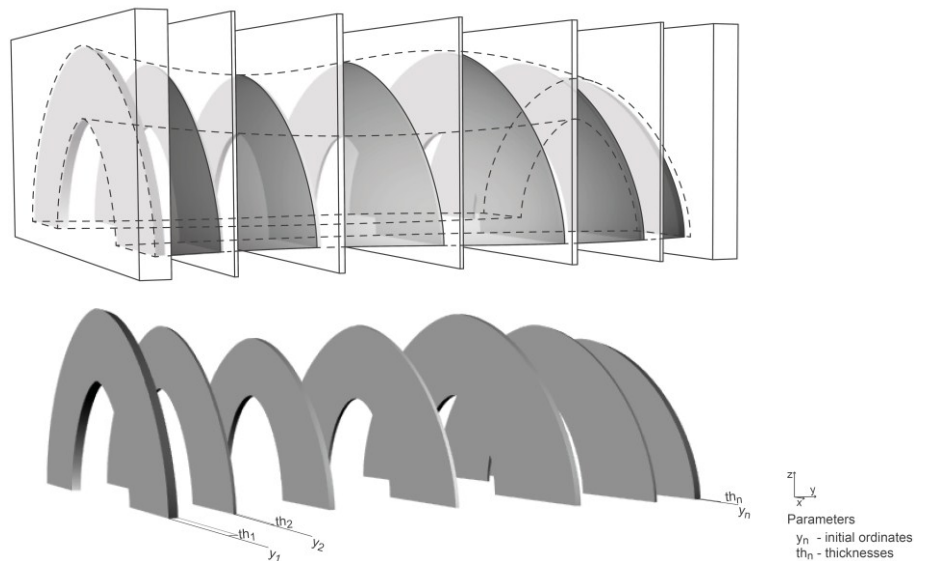 th1
y1
th2
y2
thn
yn
z
y
x
Parameters
yn - initial ordinates
thn - thicknesses